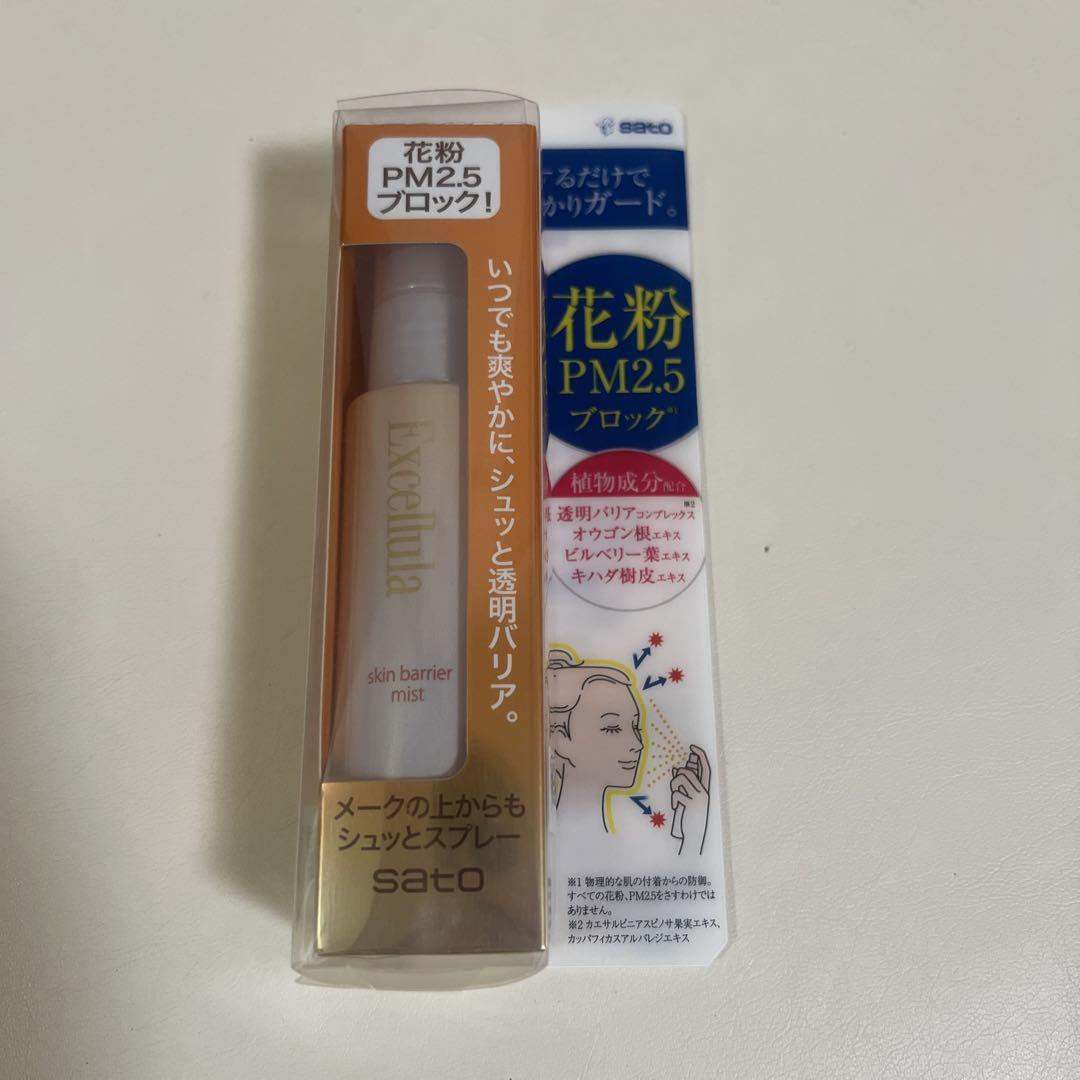 花粉
PM2.5
ブロック!
いつでも爽やかに、シュッと透明バリア。
Excellula
skin barrier
mist
メークの上からも
シュッとスプレー
sato
sato
するだけで
かりガード。
花粉
PM2.5
ブロック※1
植物成分配合
透明バリアコンプレックス※2
オウゴン根エキス
ビルベリー葉エキス
キハダ樹皮エキス
※1 物理的な肌の付着からの防御。
すべての花粉、PM2.5をさすわけでは
ありません。
※2 カエサルピニアスピノサ果実エキス、
カッパフィカスアルバレジエキス